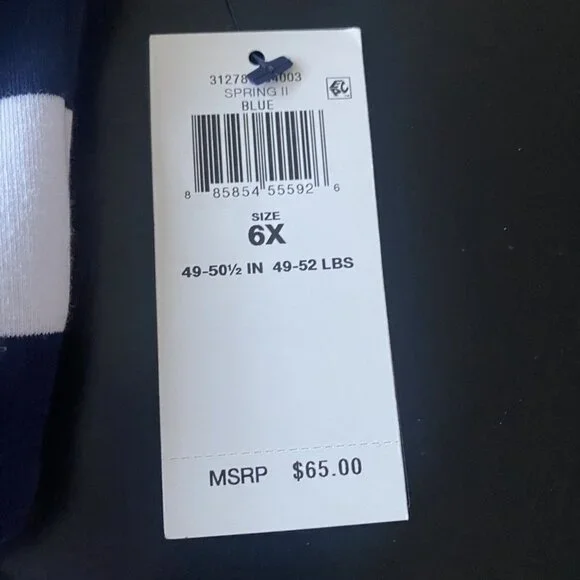 SPRING II
BLUE
8 85854 55592 6
SIZE
6X
49-50½ IN 49-52 LBS
MSRP $65.00